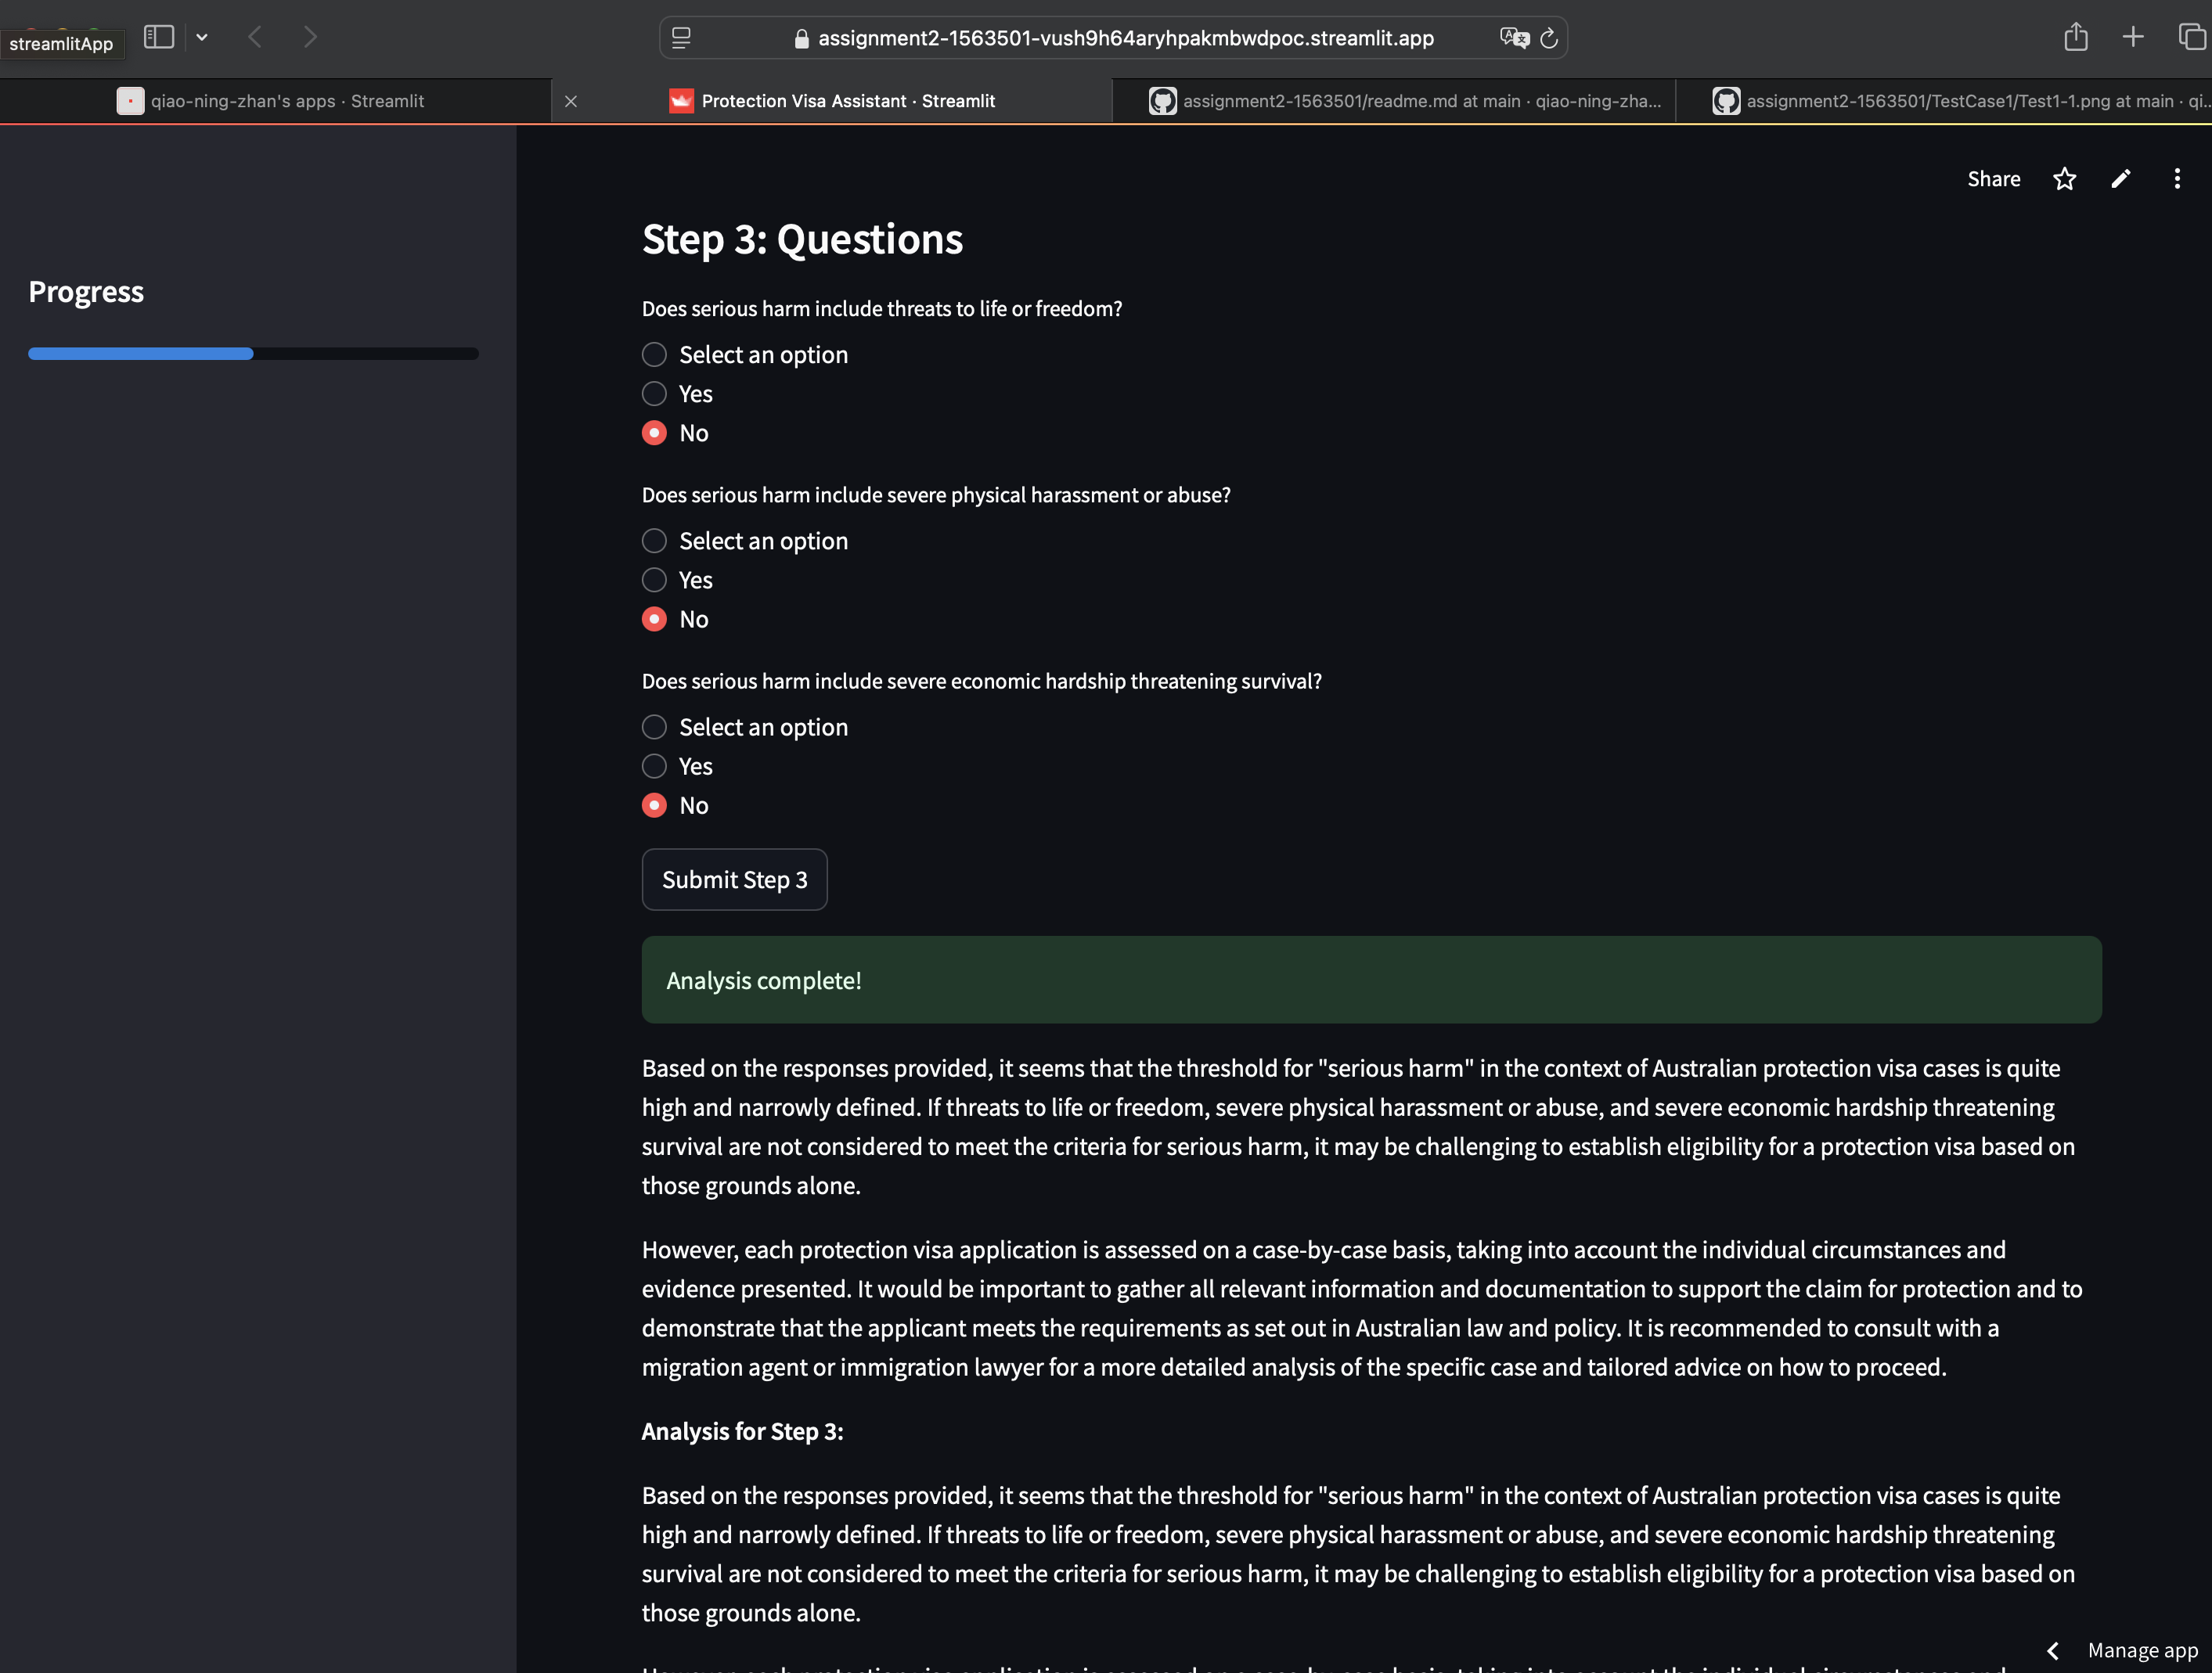 streamlitApp
assignment2-1563501-vush9h64aryhpakmbwdpoc.streamlit.app
qiao-ning-zhan's apps · Streamlit
Protection Visa Assistant · Streamlit
assignment2-1563501/readme.md at main · qiao-ning-zha...
assignment2-1563501/TestCase1/Test1-1.png at main · qi...
Share
Progress
Step 3: Questions
Does serious harm include threats to life or freedom?
Select an option
Yes
No
Does serious harm include severe physical harassment or abuse?
Select an option
Yes
No
Does serious harm include severe economic hardship threatening survival?
Select an option
Yes
No
Submit Step 3
Analysis complete!
Based on the responses provided, it seems that the threshold for "serious harm" in the context of Australian protection visa cases is quite
high and narrowly defined. If threats to life or freedom, severe physical harassment or abuse, and severe economic hardship threatening
survival are not considered to meet the criteria for serious harm, it may be challenging to establish eligibility for a protection visa based on
those grounds alone.
However, each protection visa application is assessed on a case-by-case basis, taking into account the individual circumstances and
evidence presented. It would be important to gather all relevant information and documentation to support the claim for protection and to
demonstrate that the applicant meets the requirements as set out in Australian law and policy. It is recommended to consult with a
migration agent or immigration lawyer for a more detailed analysis of the specific case and tailored advice on how to proceed.
Analysis for Step 3:
Based on the responses provided, it seems that the threshold for "serious harm" in the context of Australian protection visa cases is quite
high and narrowly defined. If threats to life or freedom, severe physical harassment or abuse, and severe economic hardship threatening
survival are not considered to meet the criteria for serious harm, it may be challenging to establish eligibility for a protection visa based on
those grounds alone.
Manage app